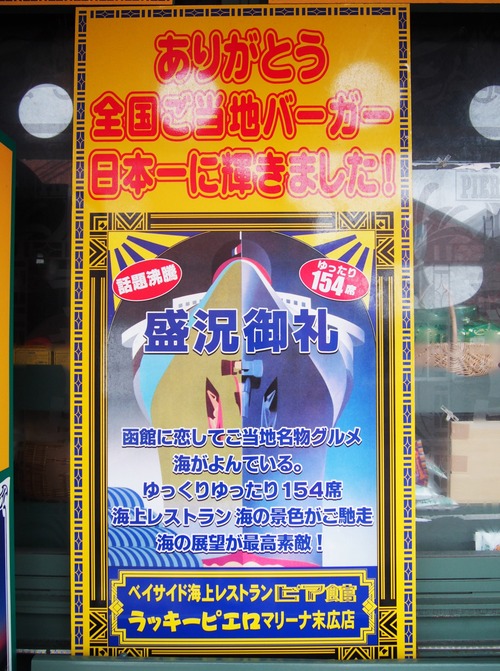 ありがとう
全国ご当地バーガー
日本一に輝きました!
話題沸騰
ゆったり
154席
盛況御礼
函館に恋してご当地名物グルメ
海がよんでいる。
ゆっくりゆったり154席
海上レストラン 海の景色がご馳走
海の展望が最高素敵!
ベイサイド海上レストラン ピア館
ラッキーピエロマリーナ末広店